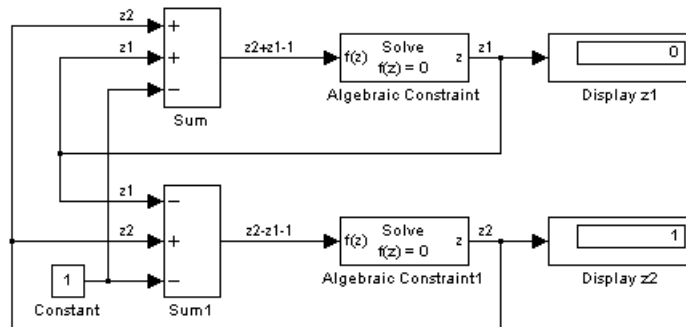 z2
+
z1
+
−
Sum
z2+z1-1
f(z) Solve f(z) = 0 z
Algebraic Constraint
z1
0
Display z1
z1
−
z2
+
−
Sum1
z2-z1-1
f(z) Solve f(z) = 0 z
Algebraic Constraint1
z2
1
Display z2
1
Constant